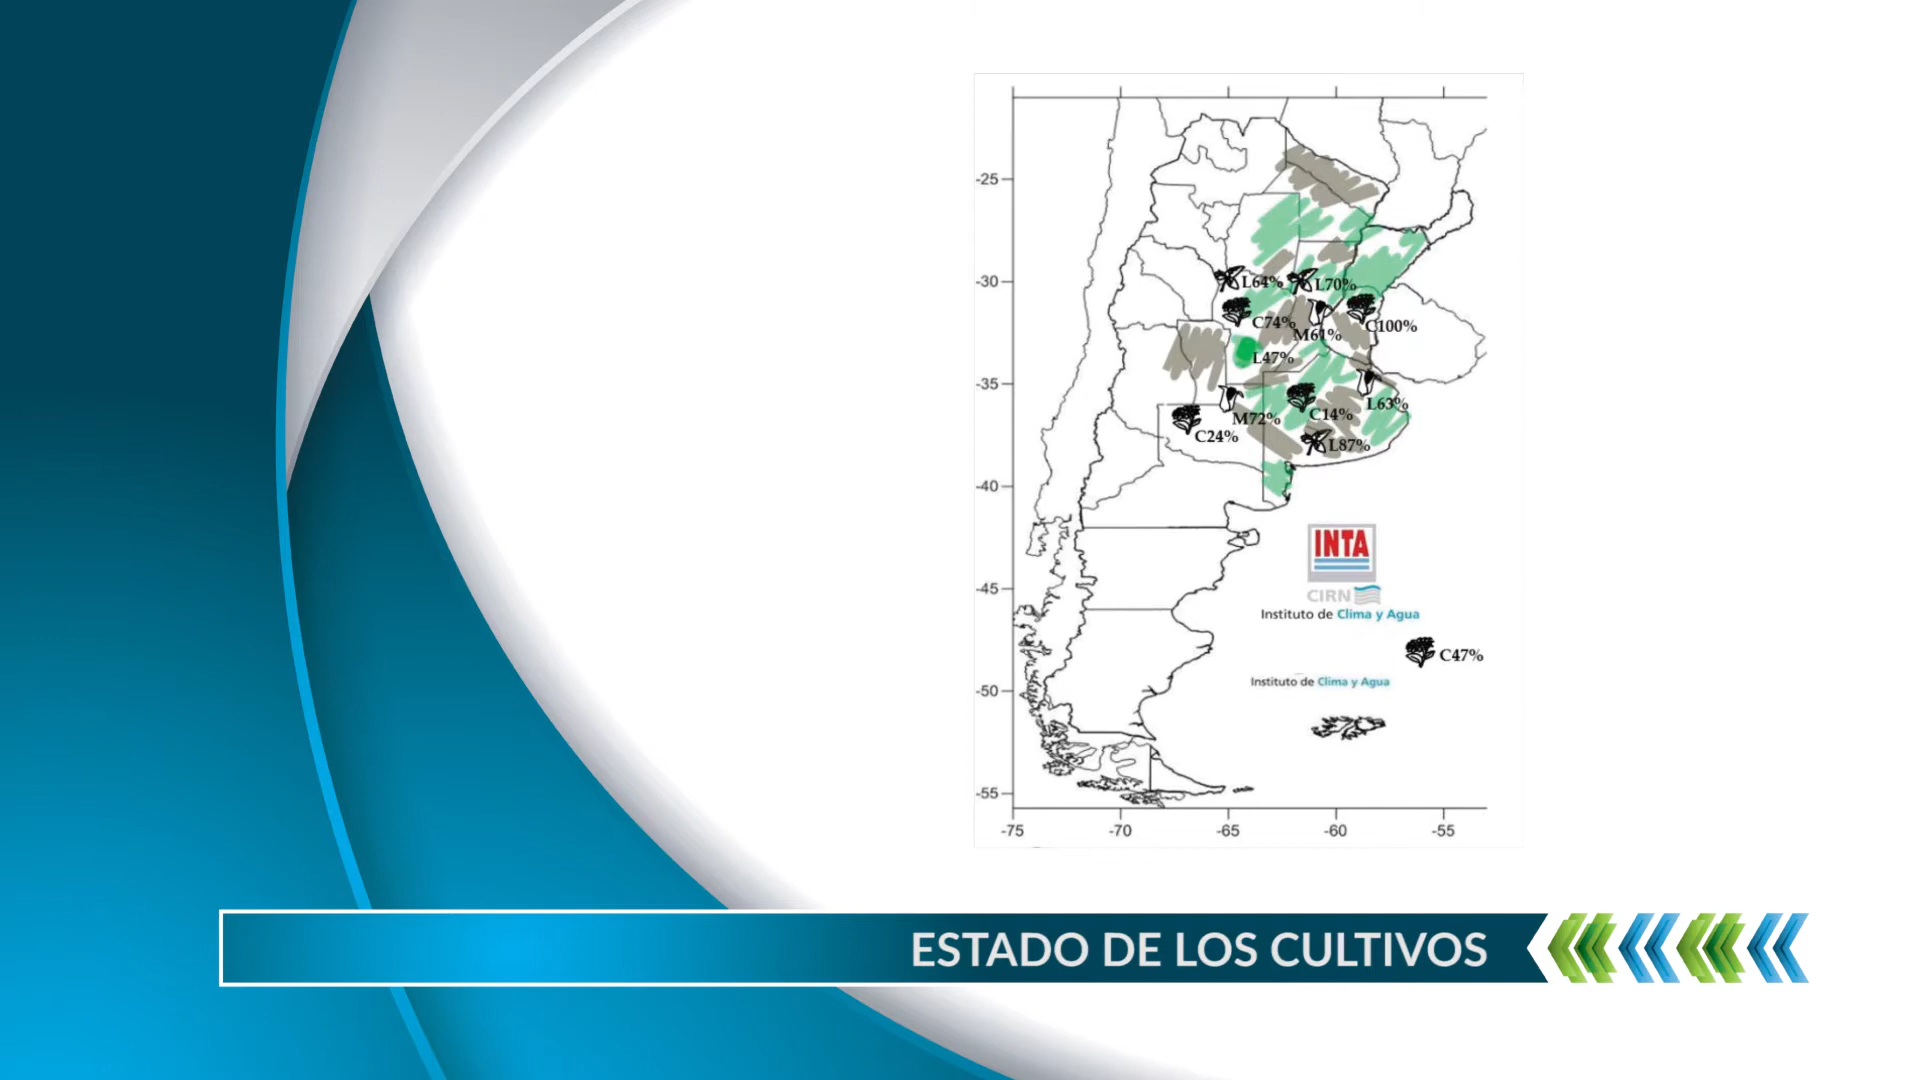 -25
-30
-35
-40
-45
-50
-55
-75 -70 -65 -60 -55
L64% L70%
C74% M61% C100%
L47%
L63%
M72% C14%
C24% L87%
INTA
CIRN
Instituto de Clima y Agua
C47%
Instituto de Clima y Agua
ESTADO DE LOS CULTIVOS